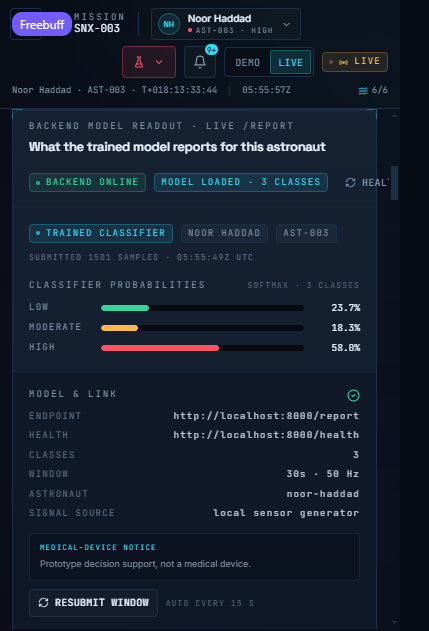 Freebuff
MISSION
SNX-003
NH
Noor Haddad
AST-003 · HIGH
9+
DEMO
LIVE
LIVE
Noor Haddad · AST-003 · T+018:13:33:44
05:55:57Z
6/6
BACKEND MODEL READOUT · LIVE /REPORT
What the trained model reports for this astronaut
BACKEND ONLINE
MODEL LOADED · 3 CLASSES
HEAL
TRAINED CLASSIFIER
NOOR HADDAD
AST-003
SUBMITTED 1501 SAMPLES · 05:55:49Z UTC
CLASSIFIER PROBABILITIES
SOFTMAX · 3 CLASSES
LOW 23.7%
MODERATE 18.3%
HIGH 58.0%
MODEL & LINK
ENDPOINT http://localhost:8000/report
HEALTH http://localhost:8000/health
CLASSES 3
WINDOW 30s · 50 Hz
ASTRONAUT noor-haddad
SIGNAL SOURCE local sensor generator
MEDICAL-DEVICE NOTICE
Prototype decision support, not a medical device.
RESUBMIT WINDOW
AUTO EVERY 15 S